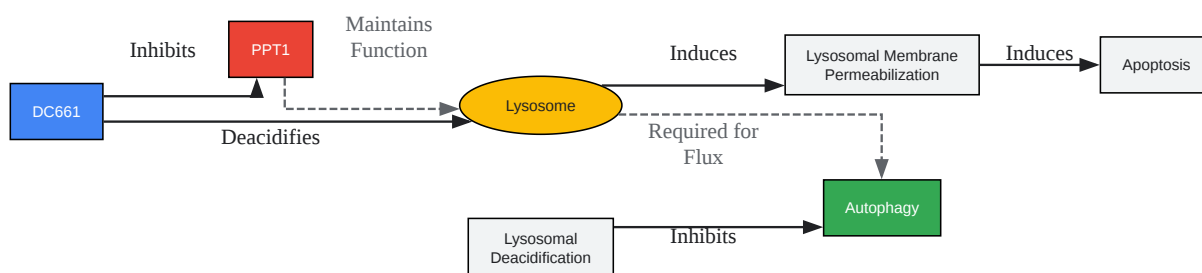 Inhibits
PPT1
Maintains
Function
DC661
Deacidifies
Lysosome
Induces
Lysosomal Membrane
Permeabilization
Induces
Apoptosis
Required for
Flux
Autophagy
Lysosomal
Deacidification
Inhibits